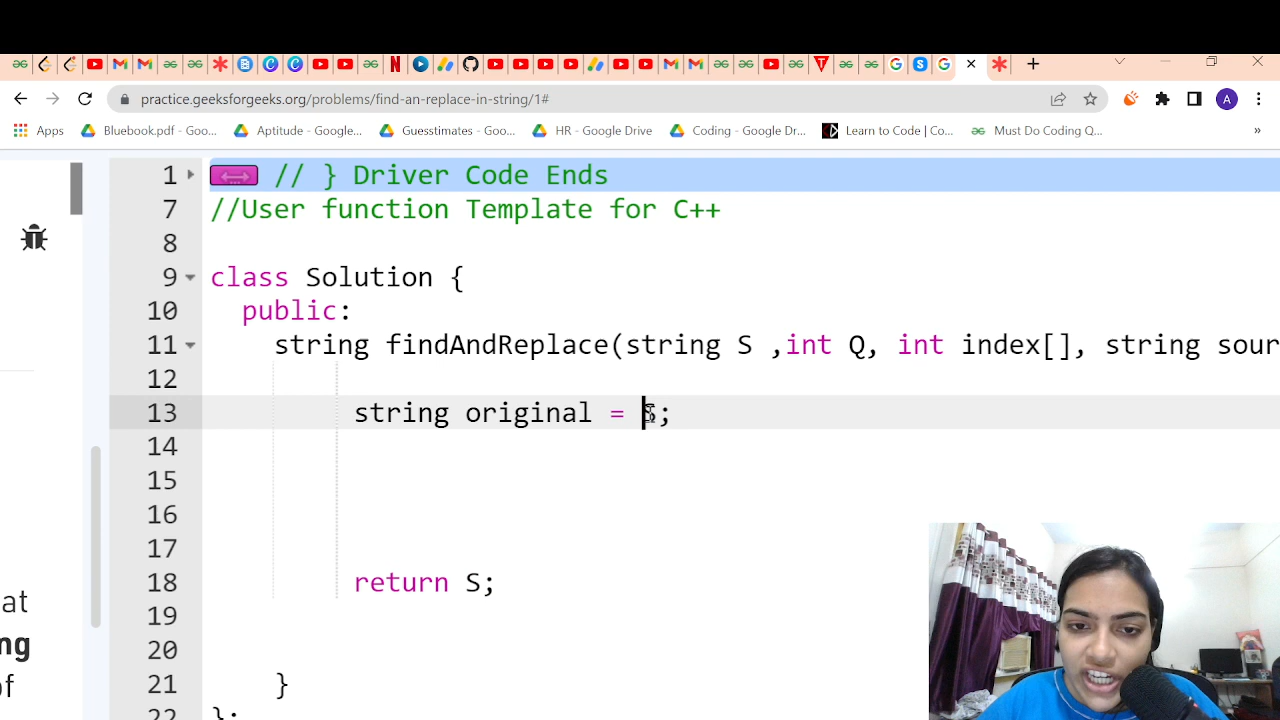 practice.geeksforgeeks.org/problems/find-an-replace-in-string/1#
A
Apps
Bluebook.pdf - Goo...
Aptitude - Google...
Guesstimates - Goo...
HR - Google Drive
Coding - Google Dr...
Learn to Code | Co...
Must Do Coding Q...
»
1 // } Driver Code Ends
7 //User function Template for C++
8
9 class Solution {
10 public:
11 string findAndReplace(string S ,int Q, int index[], string sour
12
13 string original = S;
14
15
16
17
18 return S;
19
20
21 }
22 };
at
ng
of